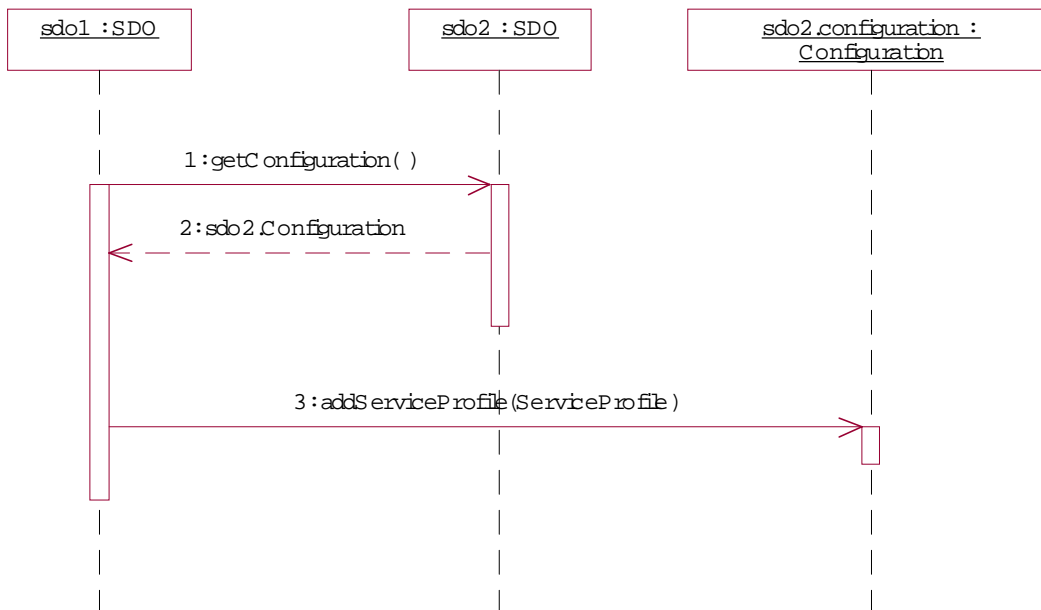 sdo1 : SDO
sdo2 : SDO
sdo2.configuration :
Configuration
1:getConfiguration( )
2:sdo2.Configuration
3:addServiceProfile(ServiceProfile)